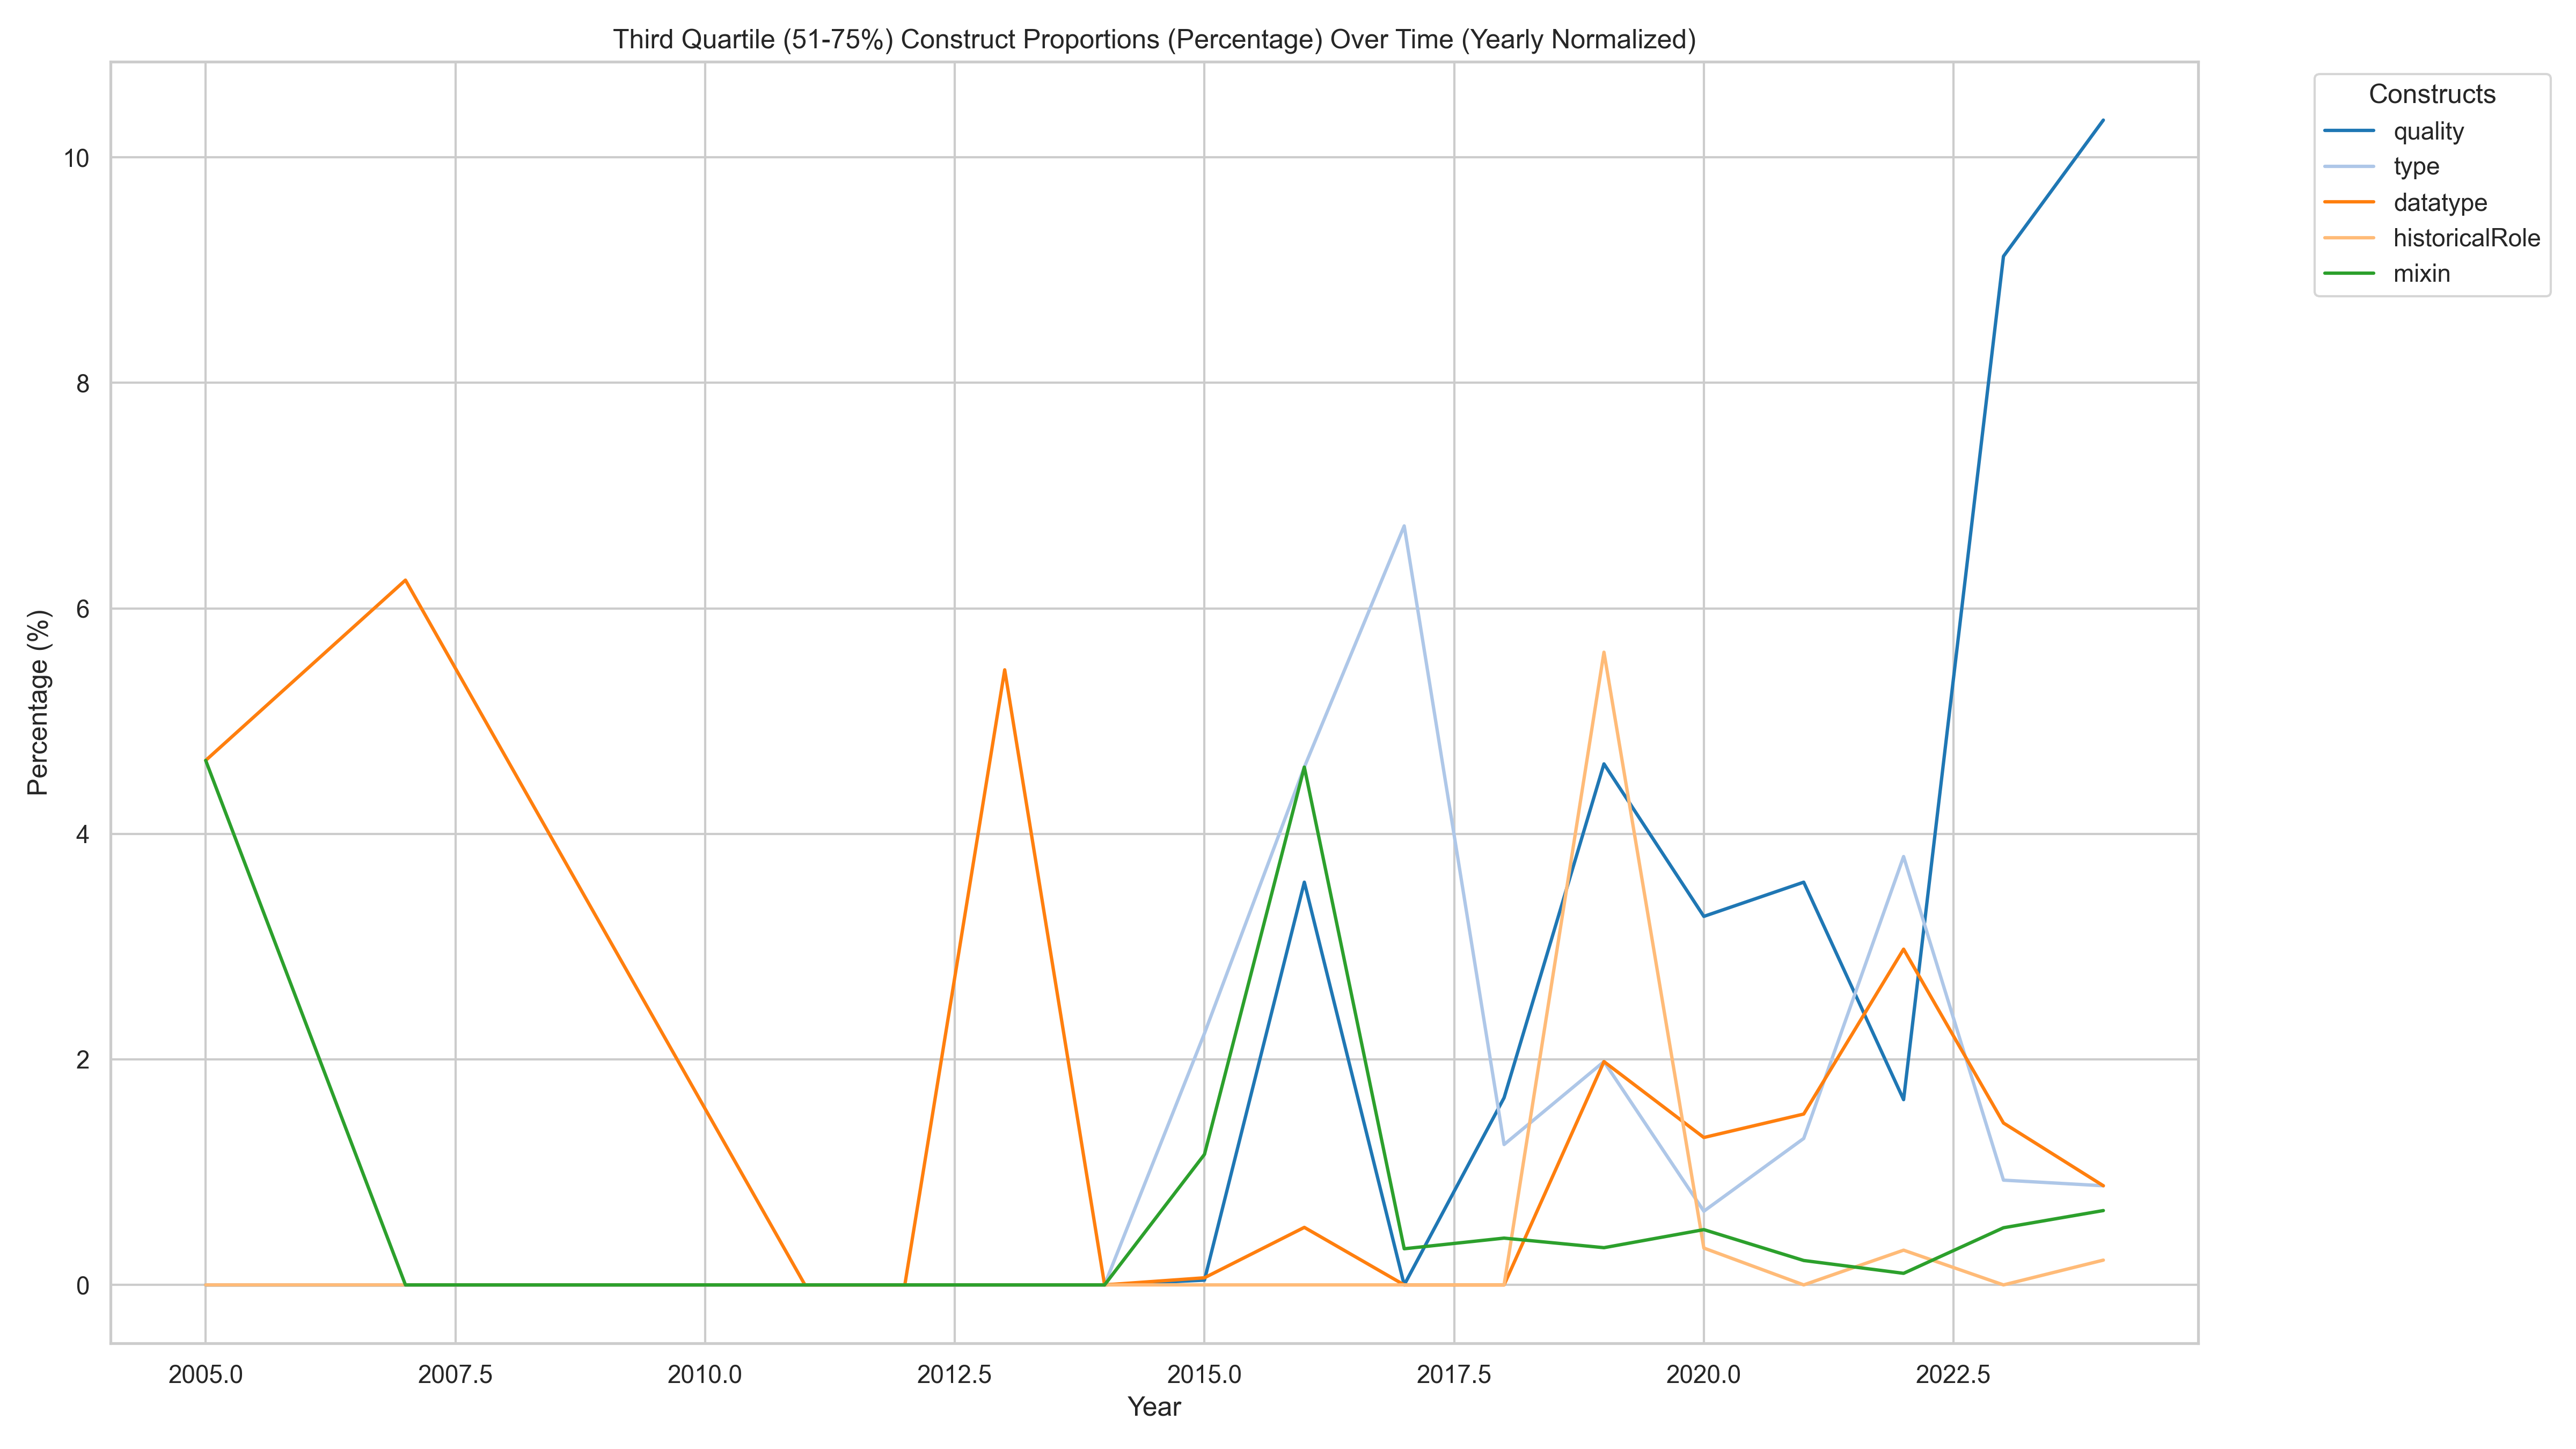 Third Quartile (51-75%) Construct Proportions (Percentage) Over Time (Yearly Normalized)
Constructs
quality
type
datatype
historicalRole
mixin
Percentage (%)
10
8
6
4
2
0
2005.0 2007.5 2010.0 2012.5 2015.0 2017.5 2020.0 2022.5
Year